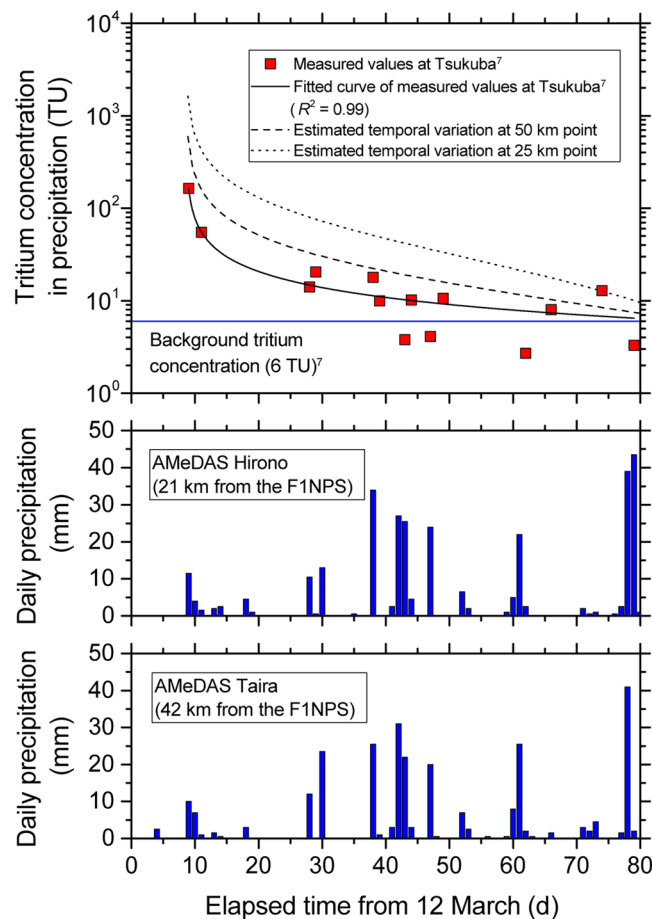 10⁴
10³
10²
10¹
10⁰
Tritium concentration
in precipitation (TU)
Measured values at Tsukuba⁷
Fitted curve of measured values at Tsukuba⁷
(R² = 0.99)
Estimated temporal variation at 50 km point
Estimated temporal variation at 25 km point
Background tritium
concentration (6 TU)⁷
50
40
30
20
10
0
Daily precipitation
(mm)
AMeDAS Hirono
(21 km from the F1NPS)
50
40
30
20
10
0
Daily precipitation
(mm)
AMeDAS Taira
(42 km from the F1NPS)
0 10 20 30 40 50 60 70 80
Elapsed time from 12 March (d)